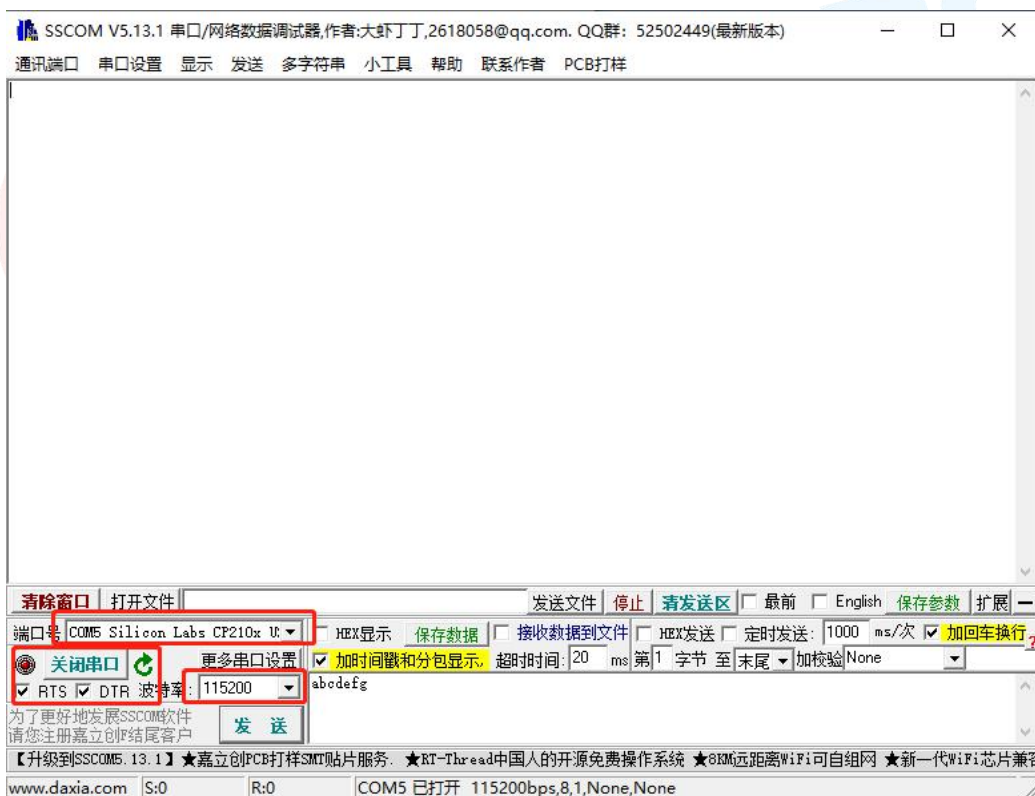 SSCOM V5.13.1 串口/网络数据调试器,作者:大虾丁丁,2618058@qq.com. QQ群：52502449(最新版本)
通讯端口 串口设置 显示 发送 多字符串 小工具 帮助 联系作者 PCB打样
清除窗口 打开文件 发送文件 停止 清发送区 最前 English 保存参数 扩展
端口号 COM5 Silicon Labs CP210x HEX显示 保存数据 接收数据到文件 HEX发送 定时发送: 1000 ms/次 加回车换行
关闭串口 更多串口设置 加时间戳和分包显示, 超时时间: 20 ms 第 1 字节 至 末尾 加校验 None
RTS DTR 波特率: 115200 abcdefg
为了更好地发展SSCOM软件
请您注册嘉立创F结尾客户
发 送
【升级到SSCOM5.13.1】★嘉立创PCB打样SMT贴片服务. ★RT-Thread中国人的开源免费操作系统 ★8KM远距离WiFi可自组网 ★新一代WiFi芯片兼容
www.daxia.com S:0 R:0 COM5 已打开 115200bps,8,1,None,None